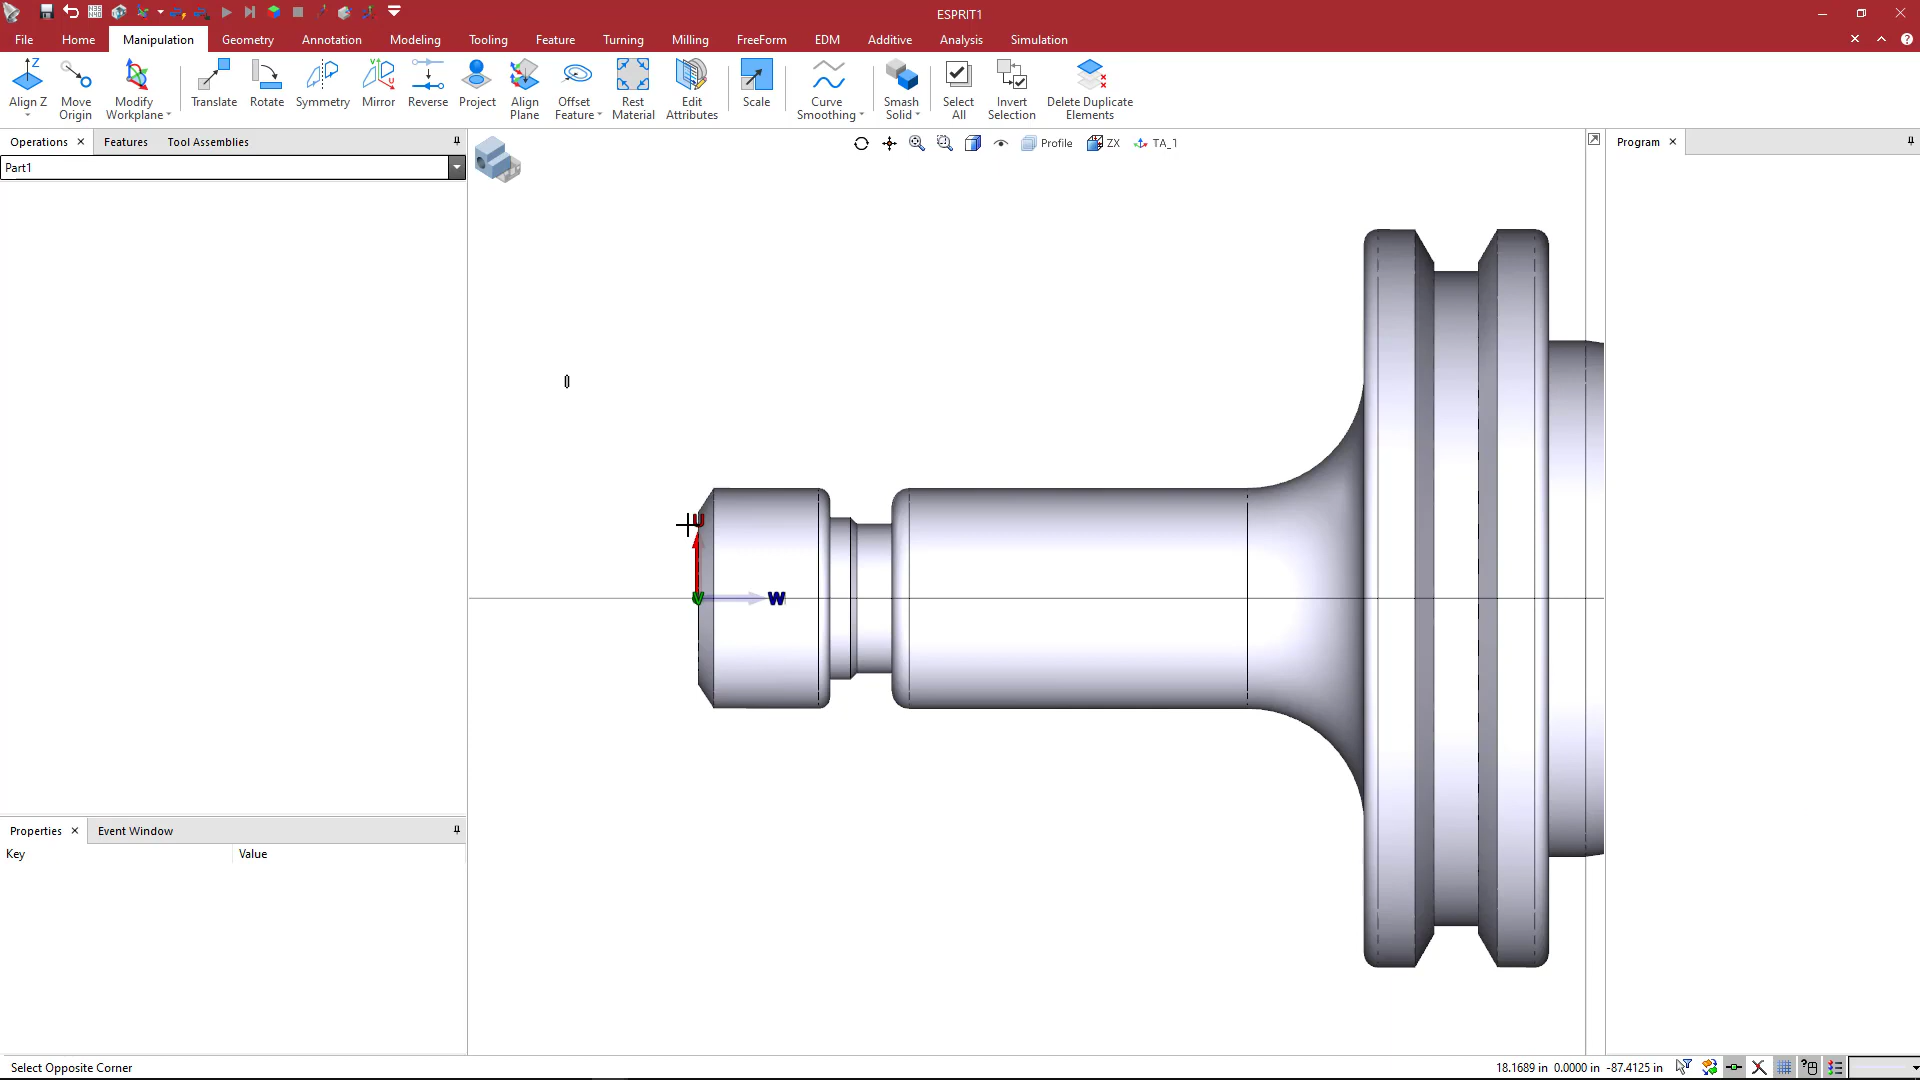 ESPRIT1
File Home Manipulation Geometry Annotation Modeling Tooling Feature Turning Milling FreeForm EDM Additive Analysis Simulation
Align Z Move Origin Modify Workplane Translate Rotate Symmetry Mirror Reverse Project Align Plane Offset Feature Rest Material Edit Attributes Scale Curve Smoothing Smash Solid Select All Invert Selection Delete Duplicate Elements
Operations Features Tool Assemblies
Profile ZX TA_1
Program
Part1
U
V W
Properties Event Window
Key Value
Select Opposite Corner
18.1689 in 0.0000 in -87.4125 in